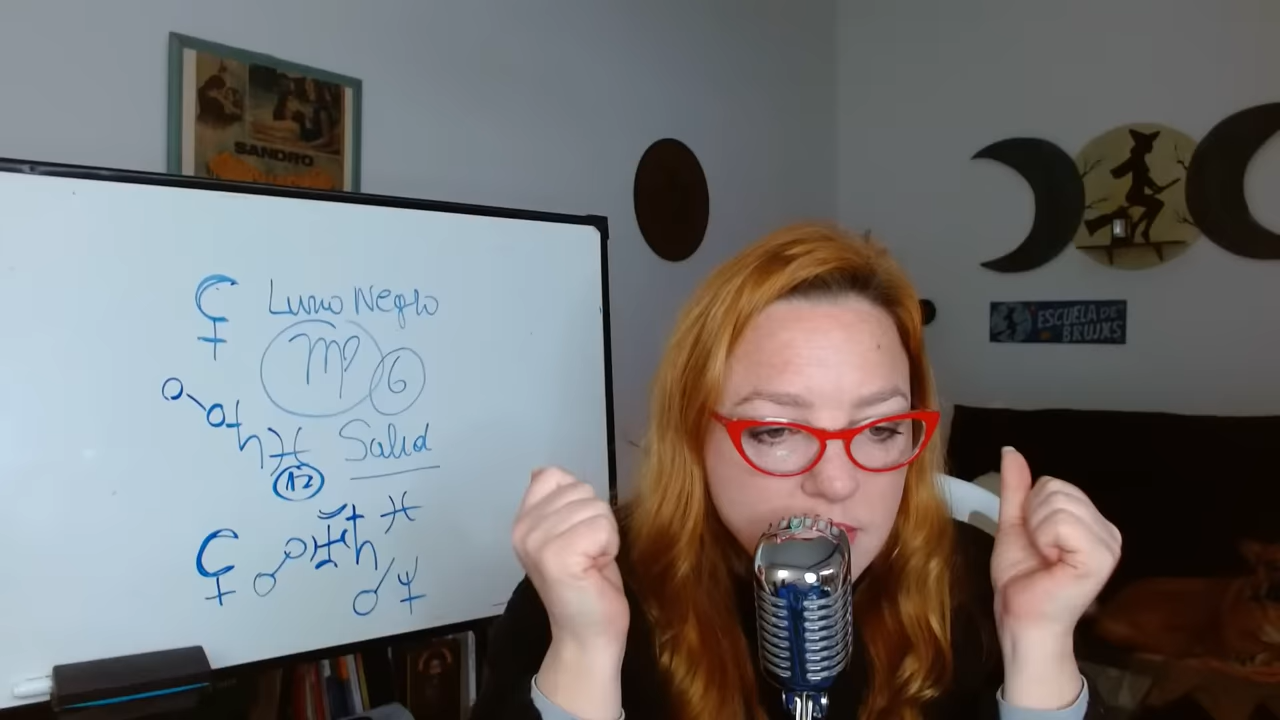 SANDRO
Luna Negra
♍ 6
♄ ♓ Salud
12
♓
♄
♆
ESCUELA DE
BRUJXS